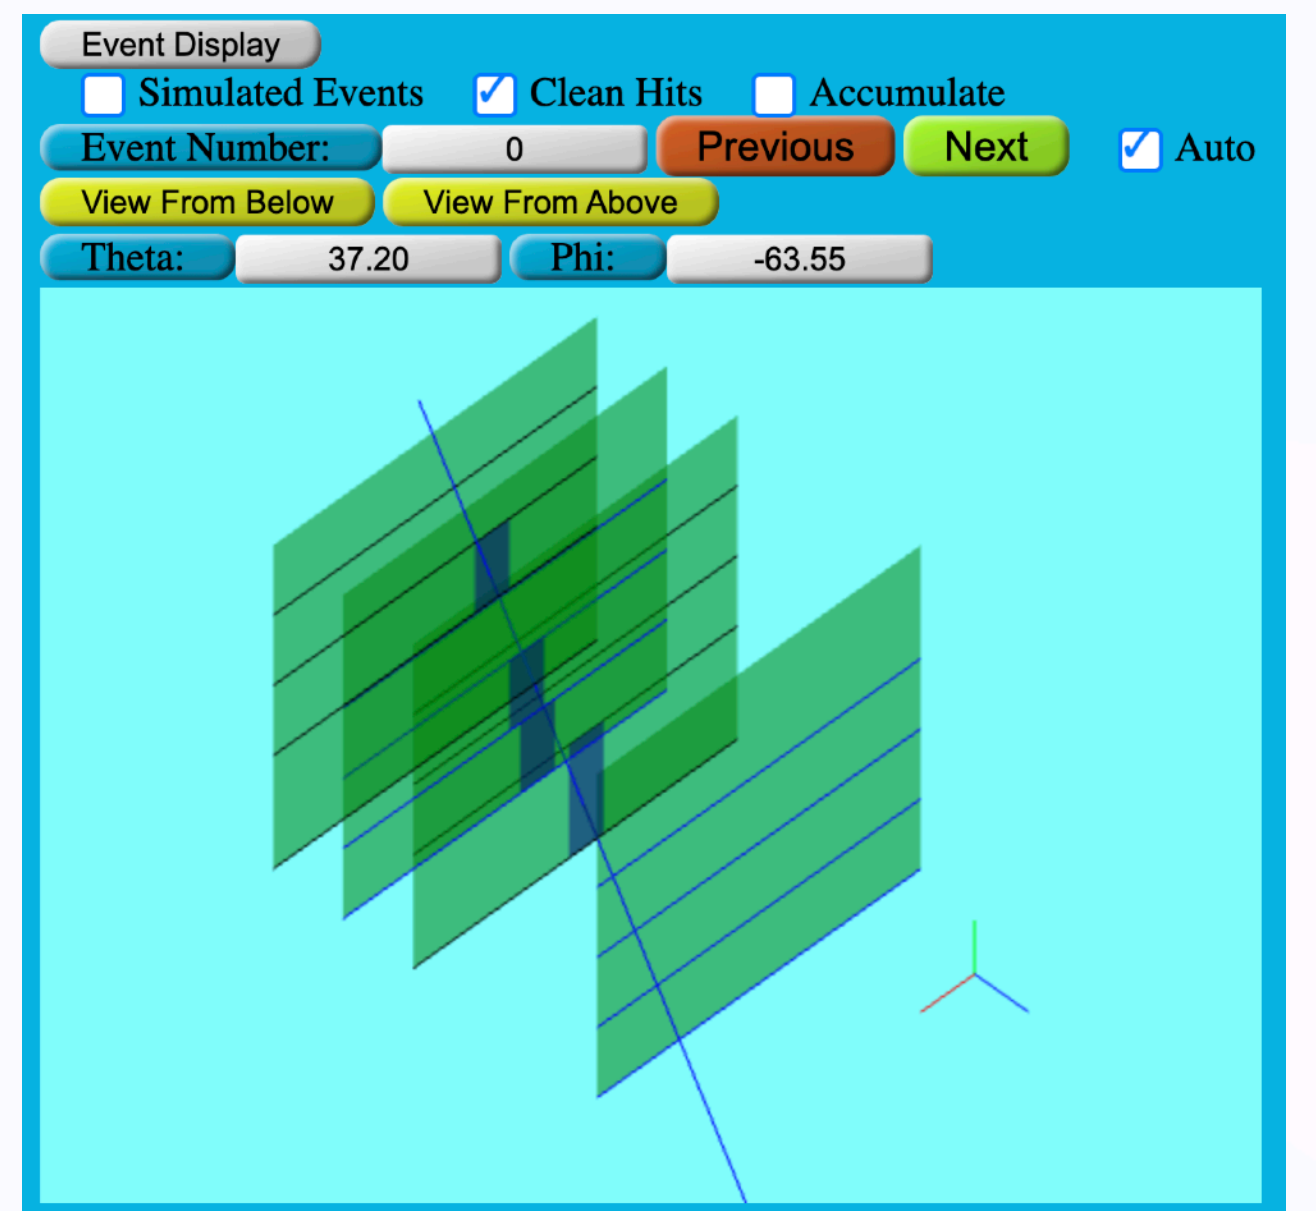 Event Display
Simulated Events Clean Hits Accumulate
Event Number: 0 Previous Next Auto
View From Below View From Above
Theta: 37.20 Phi: -63.55